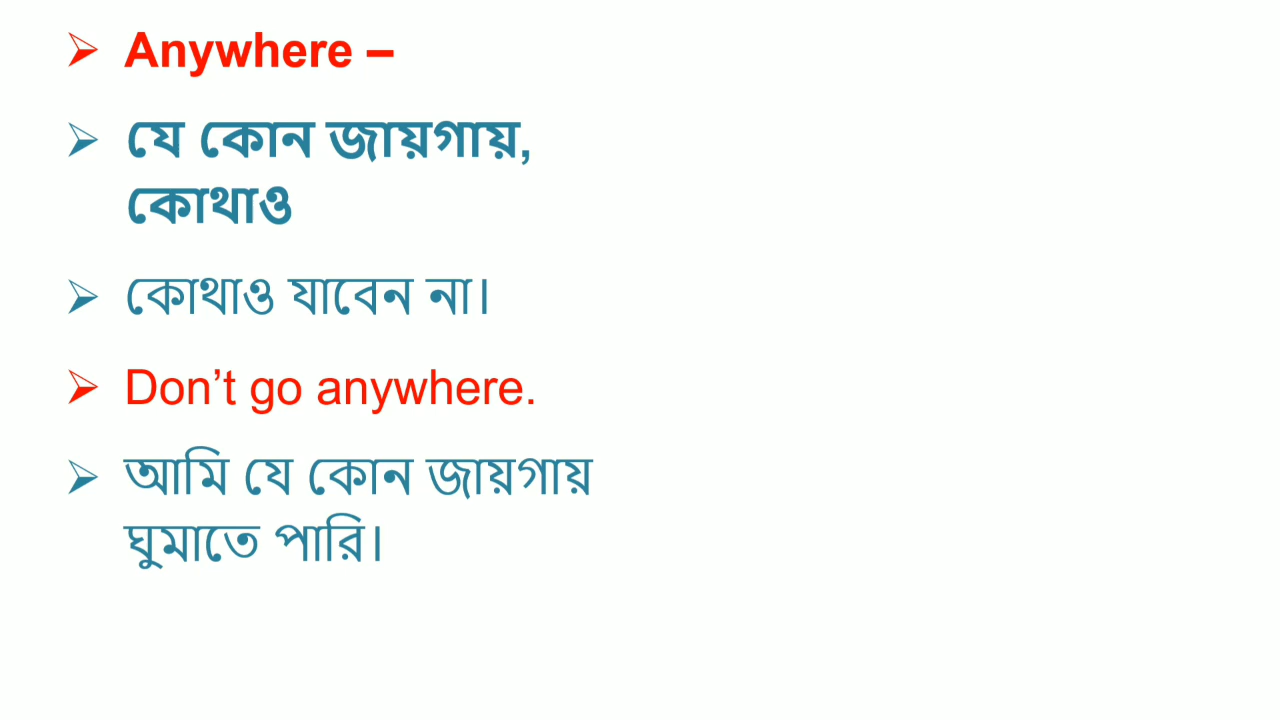 Anywhere –
যে কোন জায়গায়,
কোথাও
কোথাও যাবেন না।
Don’t go anywhere.
আমি যে কোন জায়গায়
ঘুমাতে পারি।